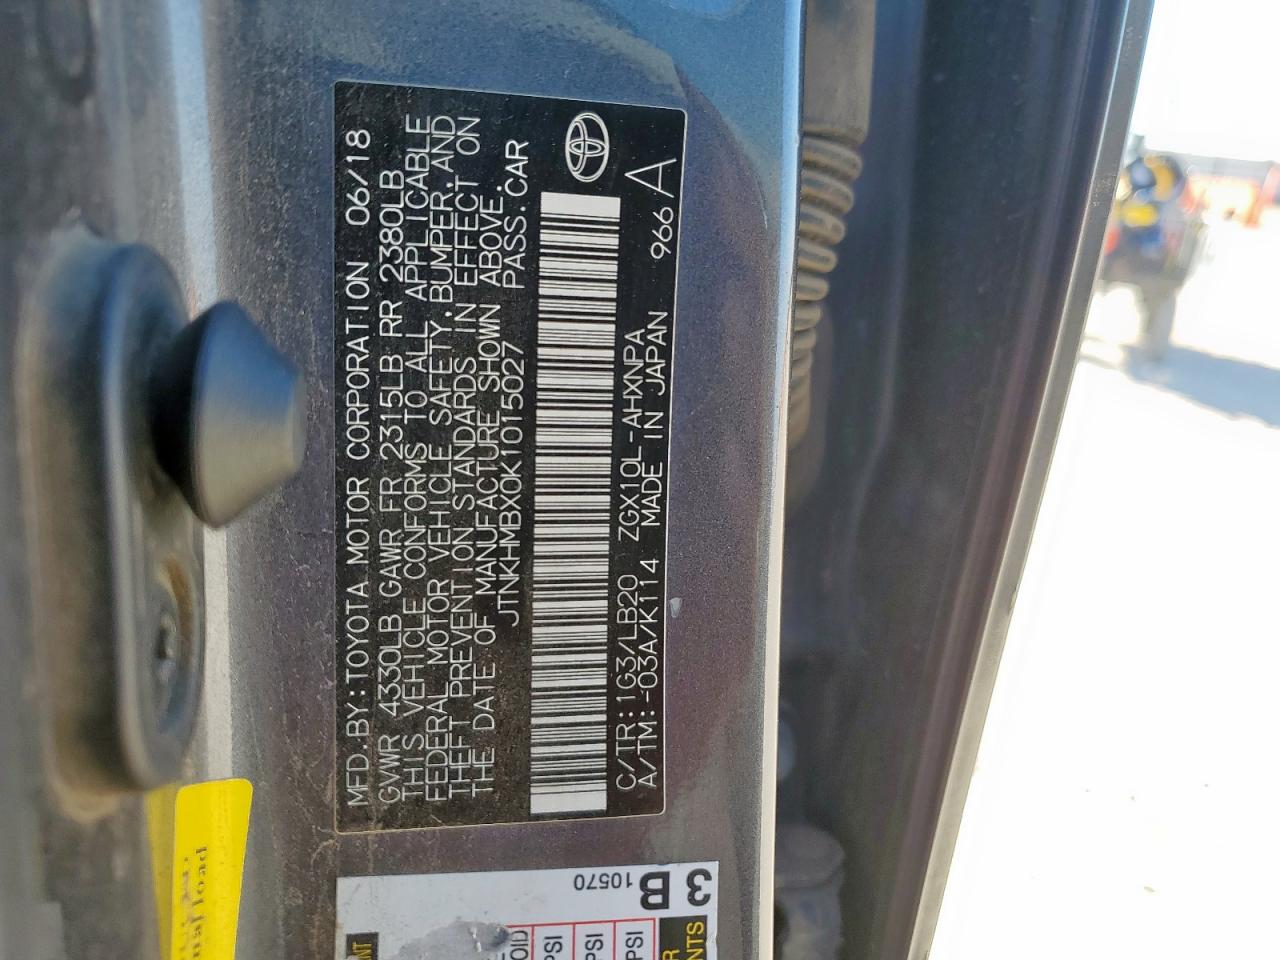 MFD.BY:TOYOTA MOTOR CORPORATION 06/18
GVWR 4330LB GAWR FR 2315LB RR 2380LB
THIS VEHICLE CONFORMS TO ALL APPLICABLE
FEDERAL MOTOR VEHICLE SAFETY,BUMPER,AND
THEFT PREVENTION STANDARDS IN EFFECT ON
THE DATE OF MANUFACTURE SHOWN ABOVE.
JTNKHMBX0K1015027 PASS.CAR
C/TR:1G3/LB20 ZGX10L-AHXNPA
A/TM:-03A/K114 MADE IN JAPAN 966 A
3
B
10570
PSI
PSI
PSI